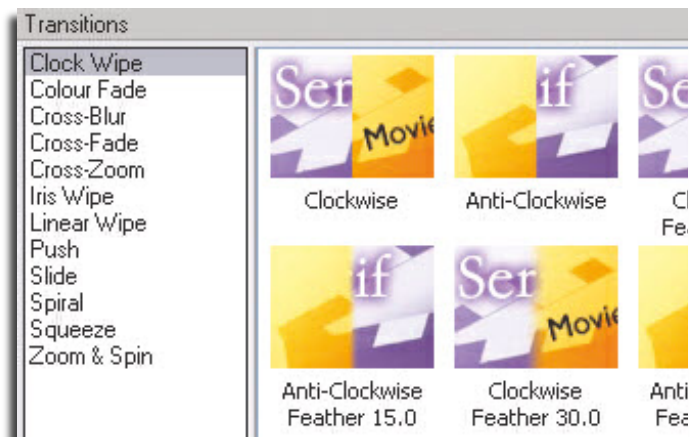 Transitions
Clock Wipe
Colour Fade
Cross-Blur
Cross-Fade
Cross-Zoom
Iris Wipe
Linear Wipe
Push
Slide
Spiral
Squeeze
Zoom & Spin
Ser
Movie
if
Se
Clockwise
Anti-Clockwise
if
Ser
Movie
Anti-Clockwise
Feather 15.0
Clockwise
Feather 30.0